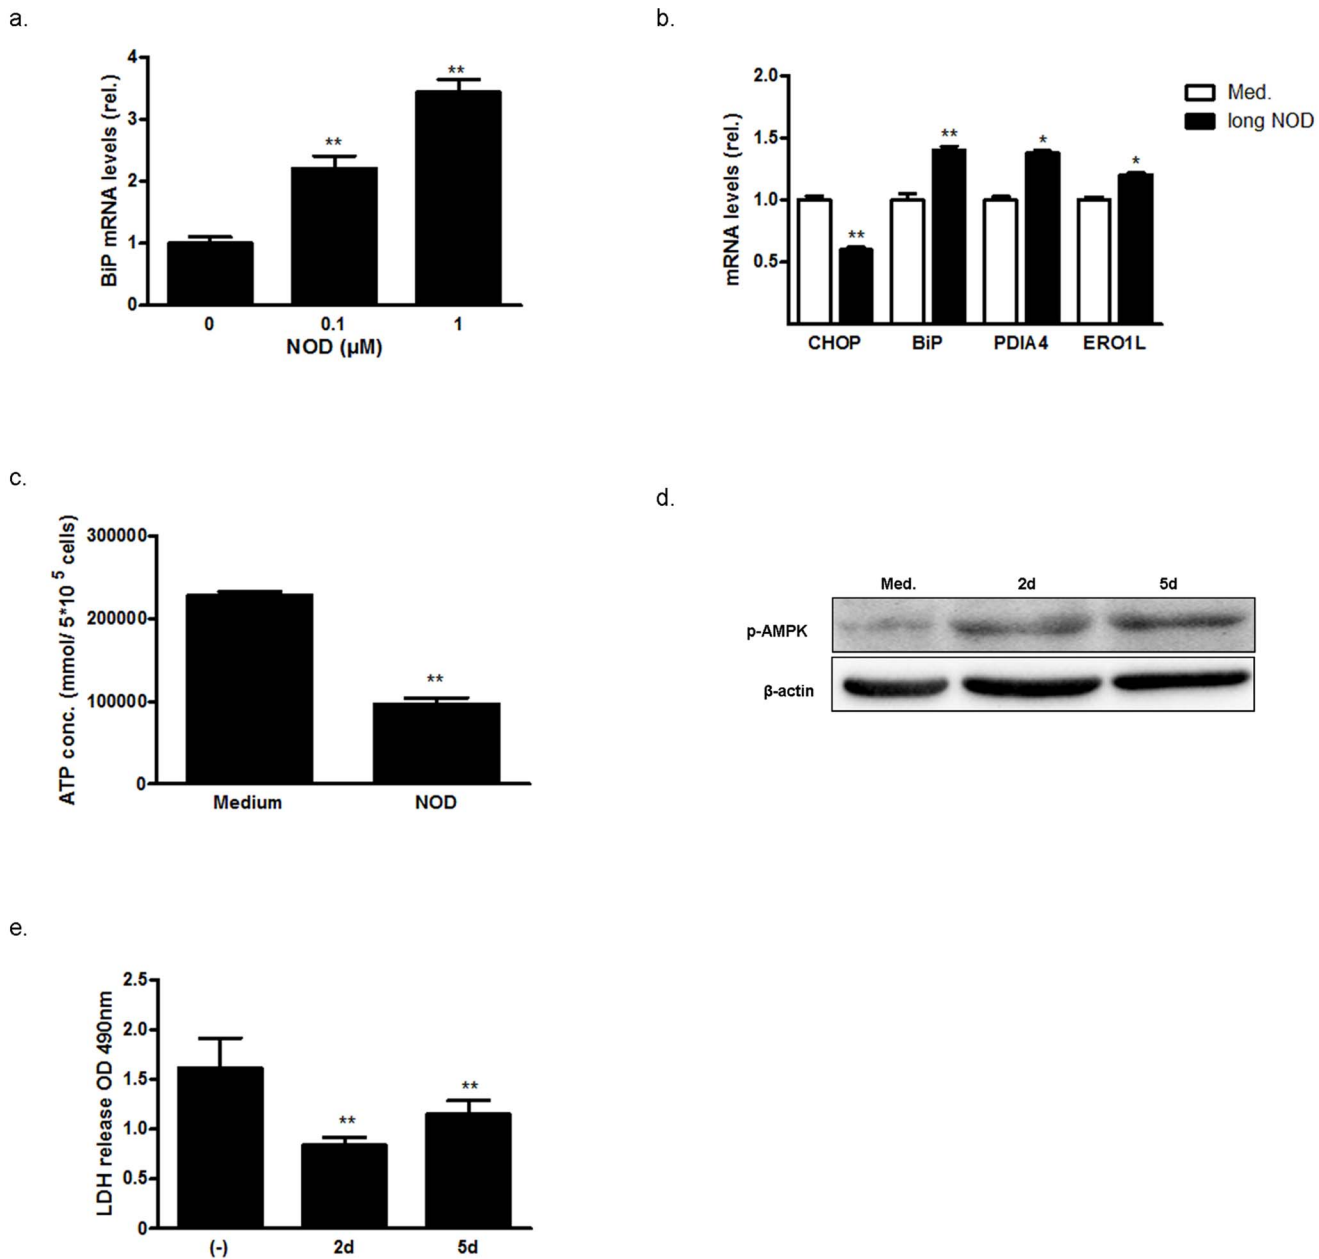 a.
BiP mRNA levels (rel.)
4
3
2
1
0
**
**
0
0.1
1
NOD (µM)
b.
mRNA levels (rel.)
2.0
1.5
1.0
0.5
**
**
*
*
CHOP
BiP
PDIA4
ERO1L
Med.
long NOD
c.
ATP conc. (mmol/ 5*10 5 cells)
300000
200000
100000
0
**
Medium
NOD
d.
Med.
2d
5d
p-AMPK
β-actin
e.
LDH release OD 490nm
2.5
2.0
1.5
1.0
0.5
0
**
**
(-)
2d
5d